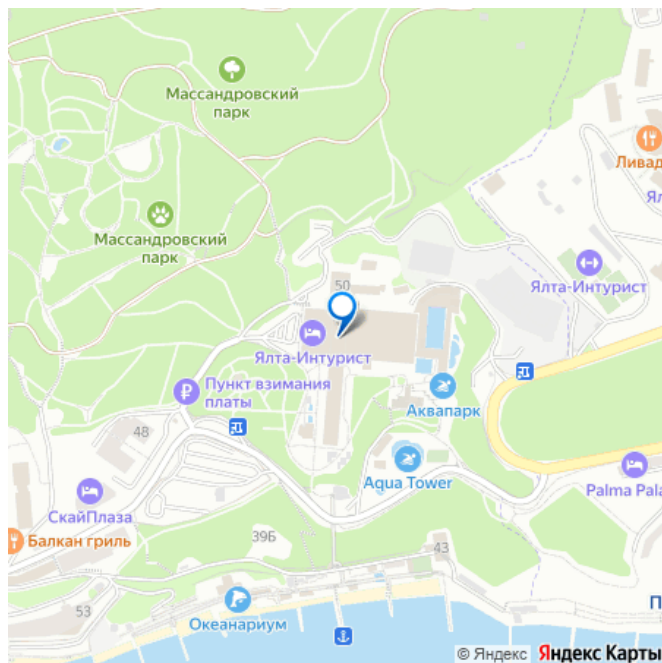 Массандровский
парк
Ливад
Ял
Массандровский
парк
Ялта-Интурист
50
Ялта-Интурист
Пункт взимания
платы
Аквапарк
48
Aqua Tower
Palma Pala
СкайПлаза
Балкан гриль
39Б
43
53
Океанариум
П
© Яндекс Яндекс Карты